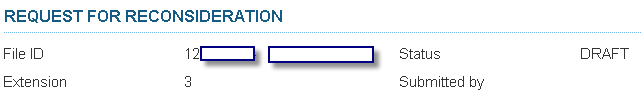 REQUEST FOR RECONSIDERATION
File ID 12 Status DRAFT
Extension 3 Submitted by